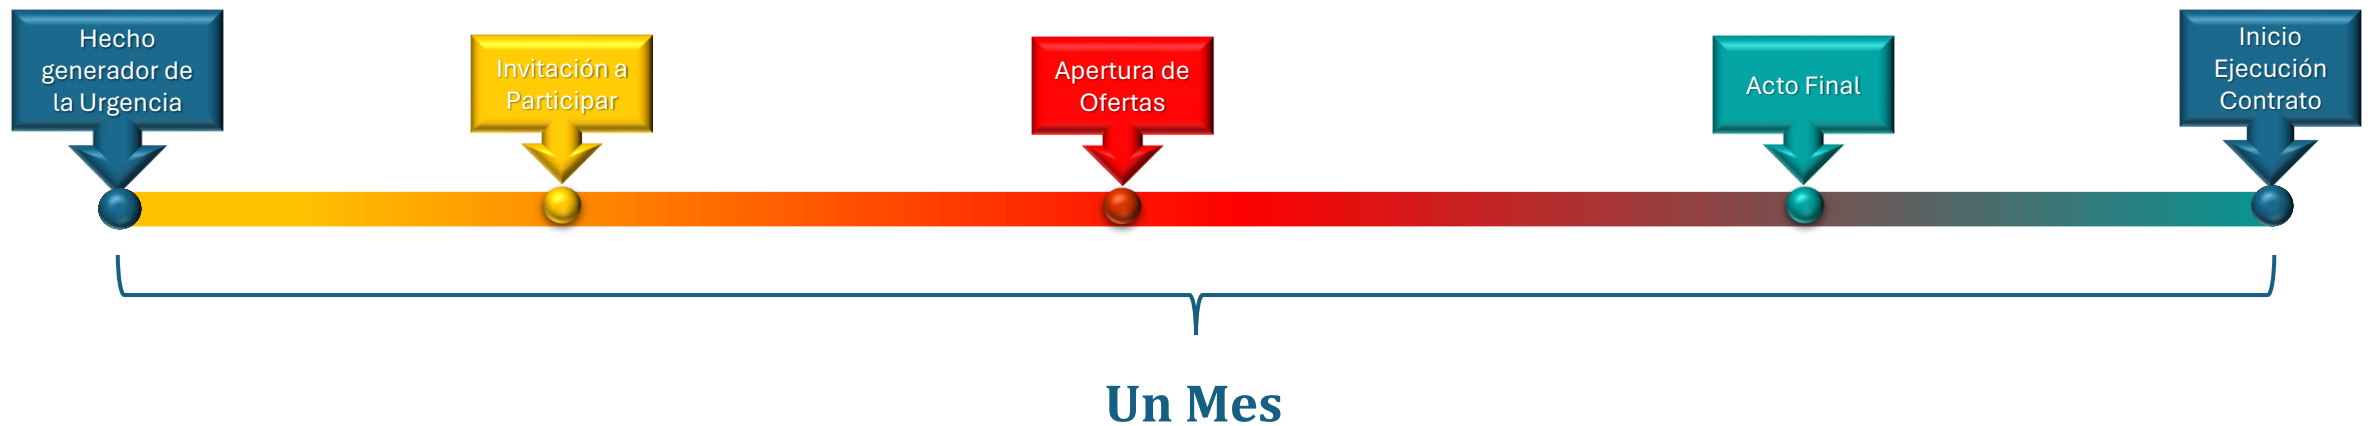 Hecho
generador de
la Urgencia
Invitación a
Participar
Apertura de
Ofertas
Acto Final
Inicio
Ejecución
Contrato
Un Mes